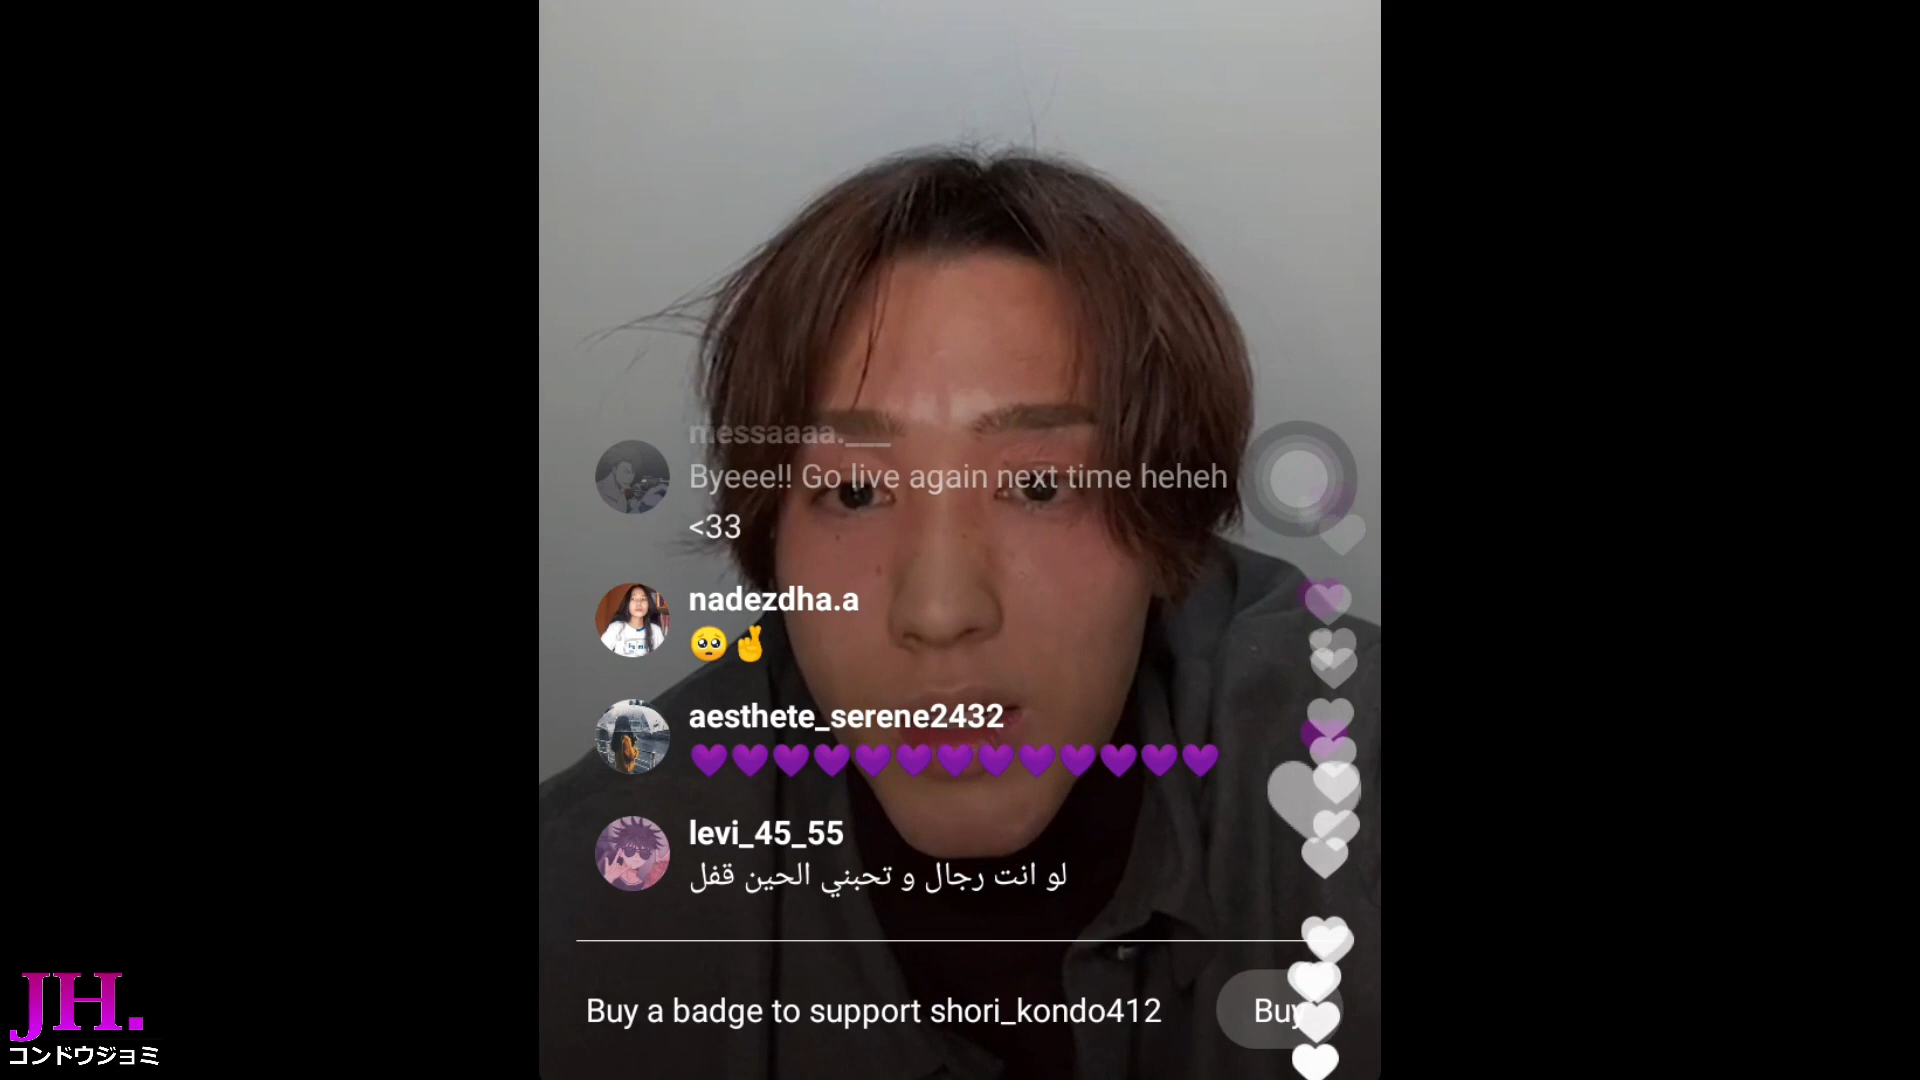 messaaaa.___
Byeee!! Go live again next time heheh
<33
nadezdha.a
🥺🤞
aesthete_serene2432
💜💜💜💜💜💜💜💜💜💜💜💜💜
levi_45_55
لو انت رجال و تحبني الحين قفل
Buy a badge to support shori_kondo412
Buy
JH.
コンドウジョミ